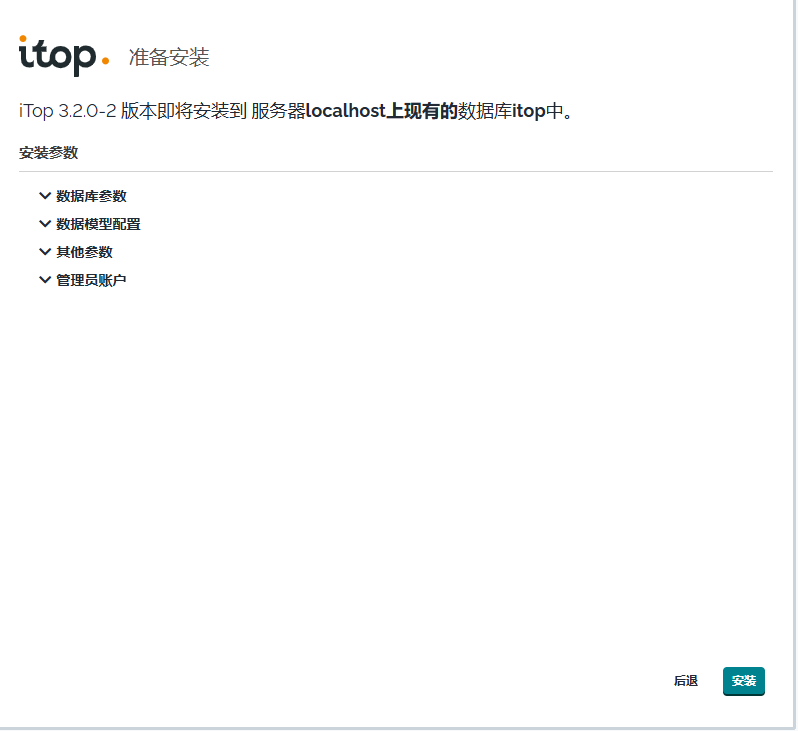 itop. 准备安装
iTop 3.2.0-2 版本即将安装到 服务器localhost上现有的数据库itop中。
安装参数
数据库参数
数据模型配置
其他参数
管理员账户
后退 安装